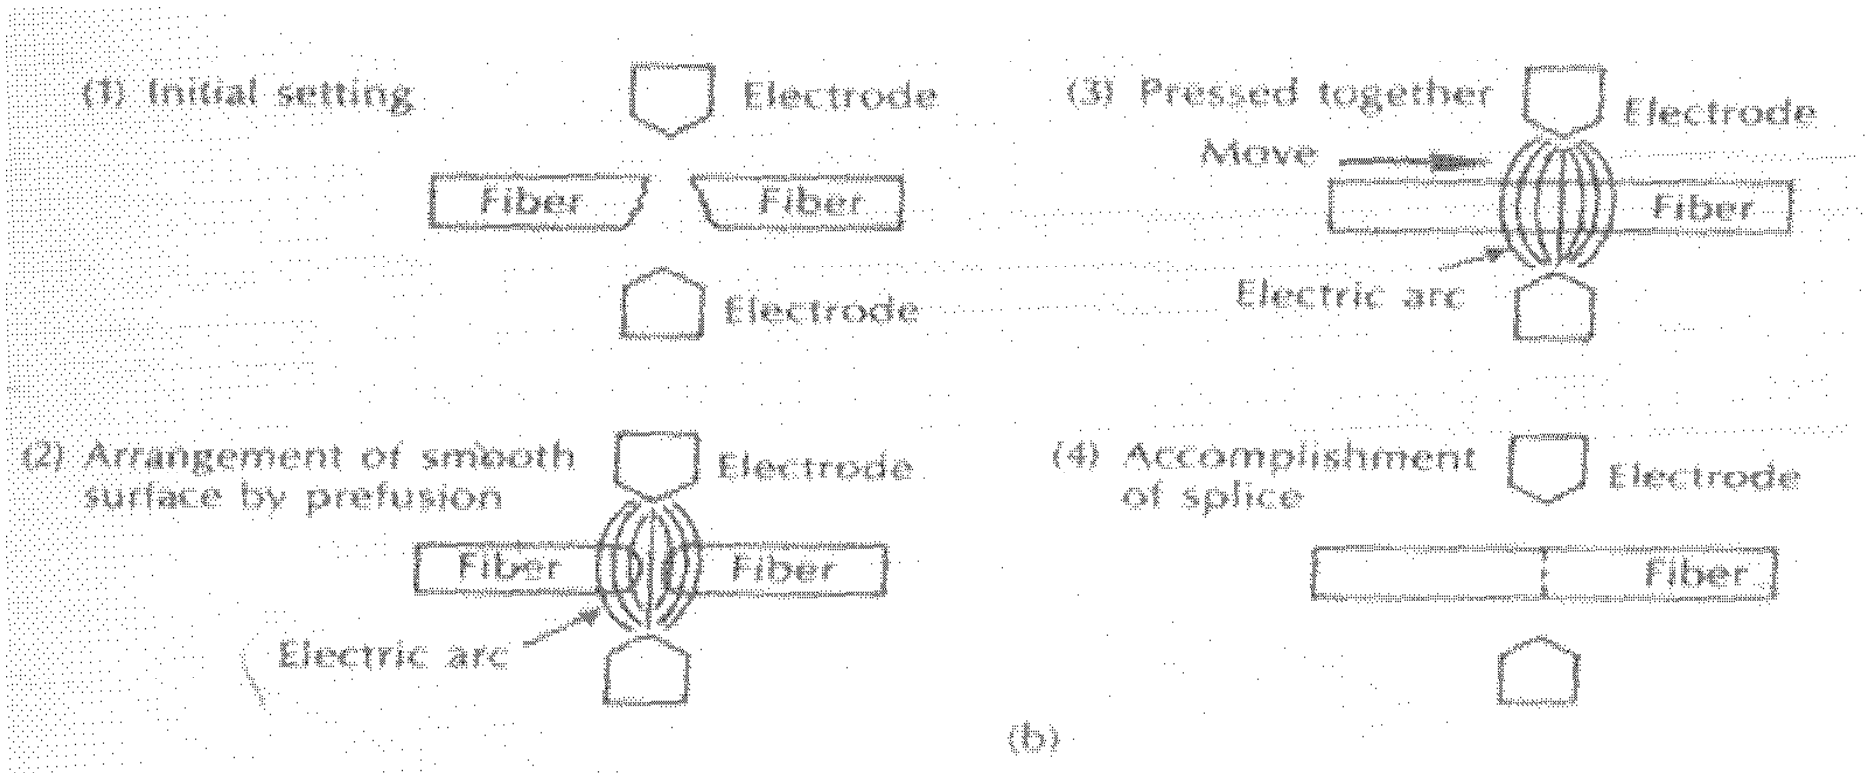 (1) Initial setting
Electrode
Fiber
Fiber
Electrode
(2) Arrangement of smooth
surface by prefusion
Electrode
Fiber
Fiber
Electric arc
(3) Pressed together
Electrode
Move
Fiber
Electric arc
(4) Accomplishment
of splice
Electrode
Fiber
(b)